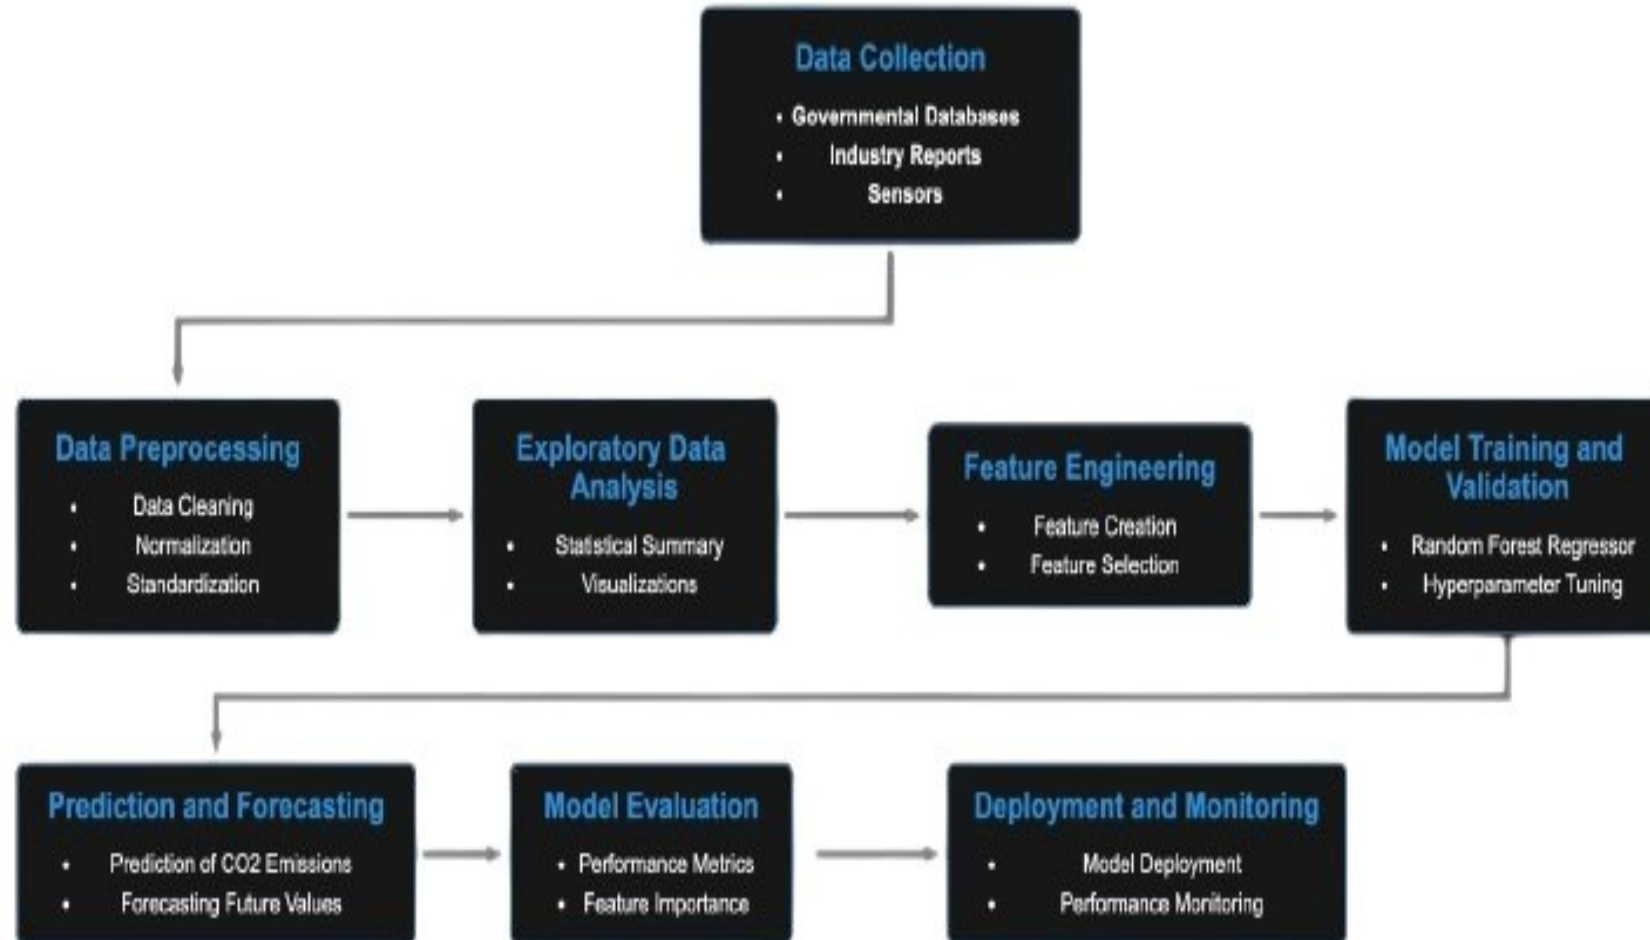 Data Collection
• Governmental Databases
• Industry Reports
• Sensors
Data Preprocessing
• Data Cleaning
• Normalization
• Standardization
Exploratory Data
Analysis
• Statistical Summary
• Visualizations
Feature Engineering
• Feature Creation
• Feature Selection
Model Training and
Validation
• Random Forest Regressor
• Hyperparameter Tuning
Prediction and Forecasting
• Prediction of CO2 Emissions
• Forecasting Future Values
Model Evaluation
• Performance Metrics
• Feature Importance
Deployment and Monitoring
• Model Deployment
• Performance Monitoring